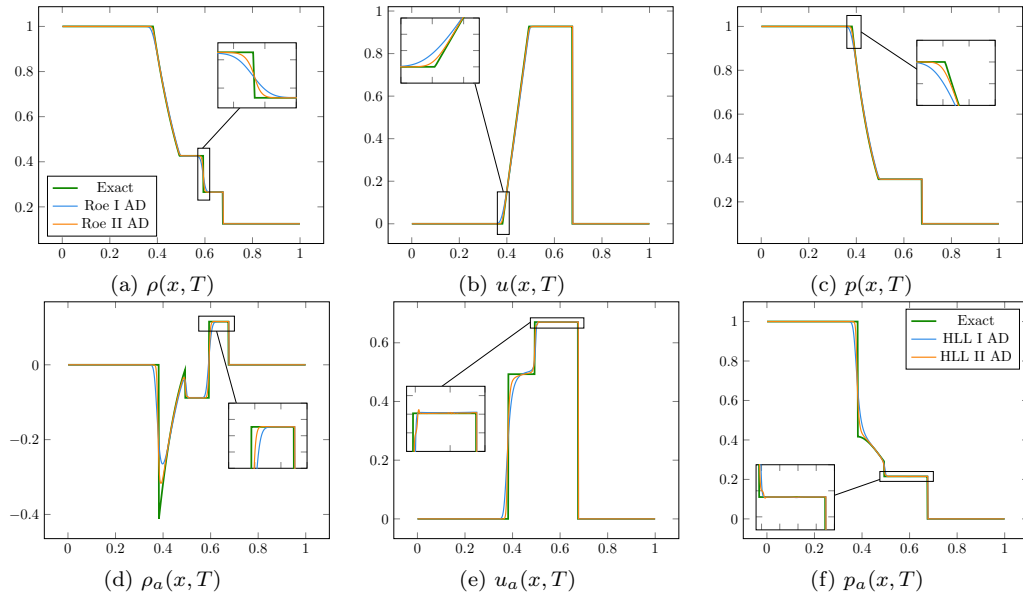 1
0.8
0.6
0.4
0.2
Exact
Roe I AD
Roe II AD
0 0.2 0.4 0.6 0.8 1
(a) ρ(x, T)
0.8
0.6
0.4
0.2
0
0 0.2 0.4 0.6 0.8 1
(b) u(x, T)
1
0.8
0.6
0.4
0.2
0 0.2 0.4 0.6 0.8 1
(c) p(x, T)
0
−0.2
−0.4
0 0.2 0.4 0.6 0.8 1
(d) ρa(x, T)
0.6
0.4
0.2
0
0 0.2 0.4 0.6 0.8 1
(e) ua(x, T)
1
0.8
0.6
0.4
0.2
0
Exact
HLL I AD
HLL II AD
0 0.2 0.4 0.6 0.8 1
(f) pa(x, T)